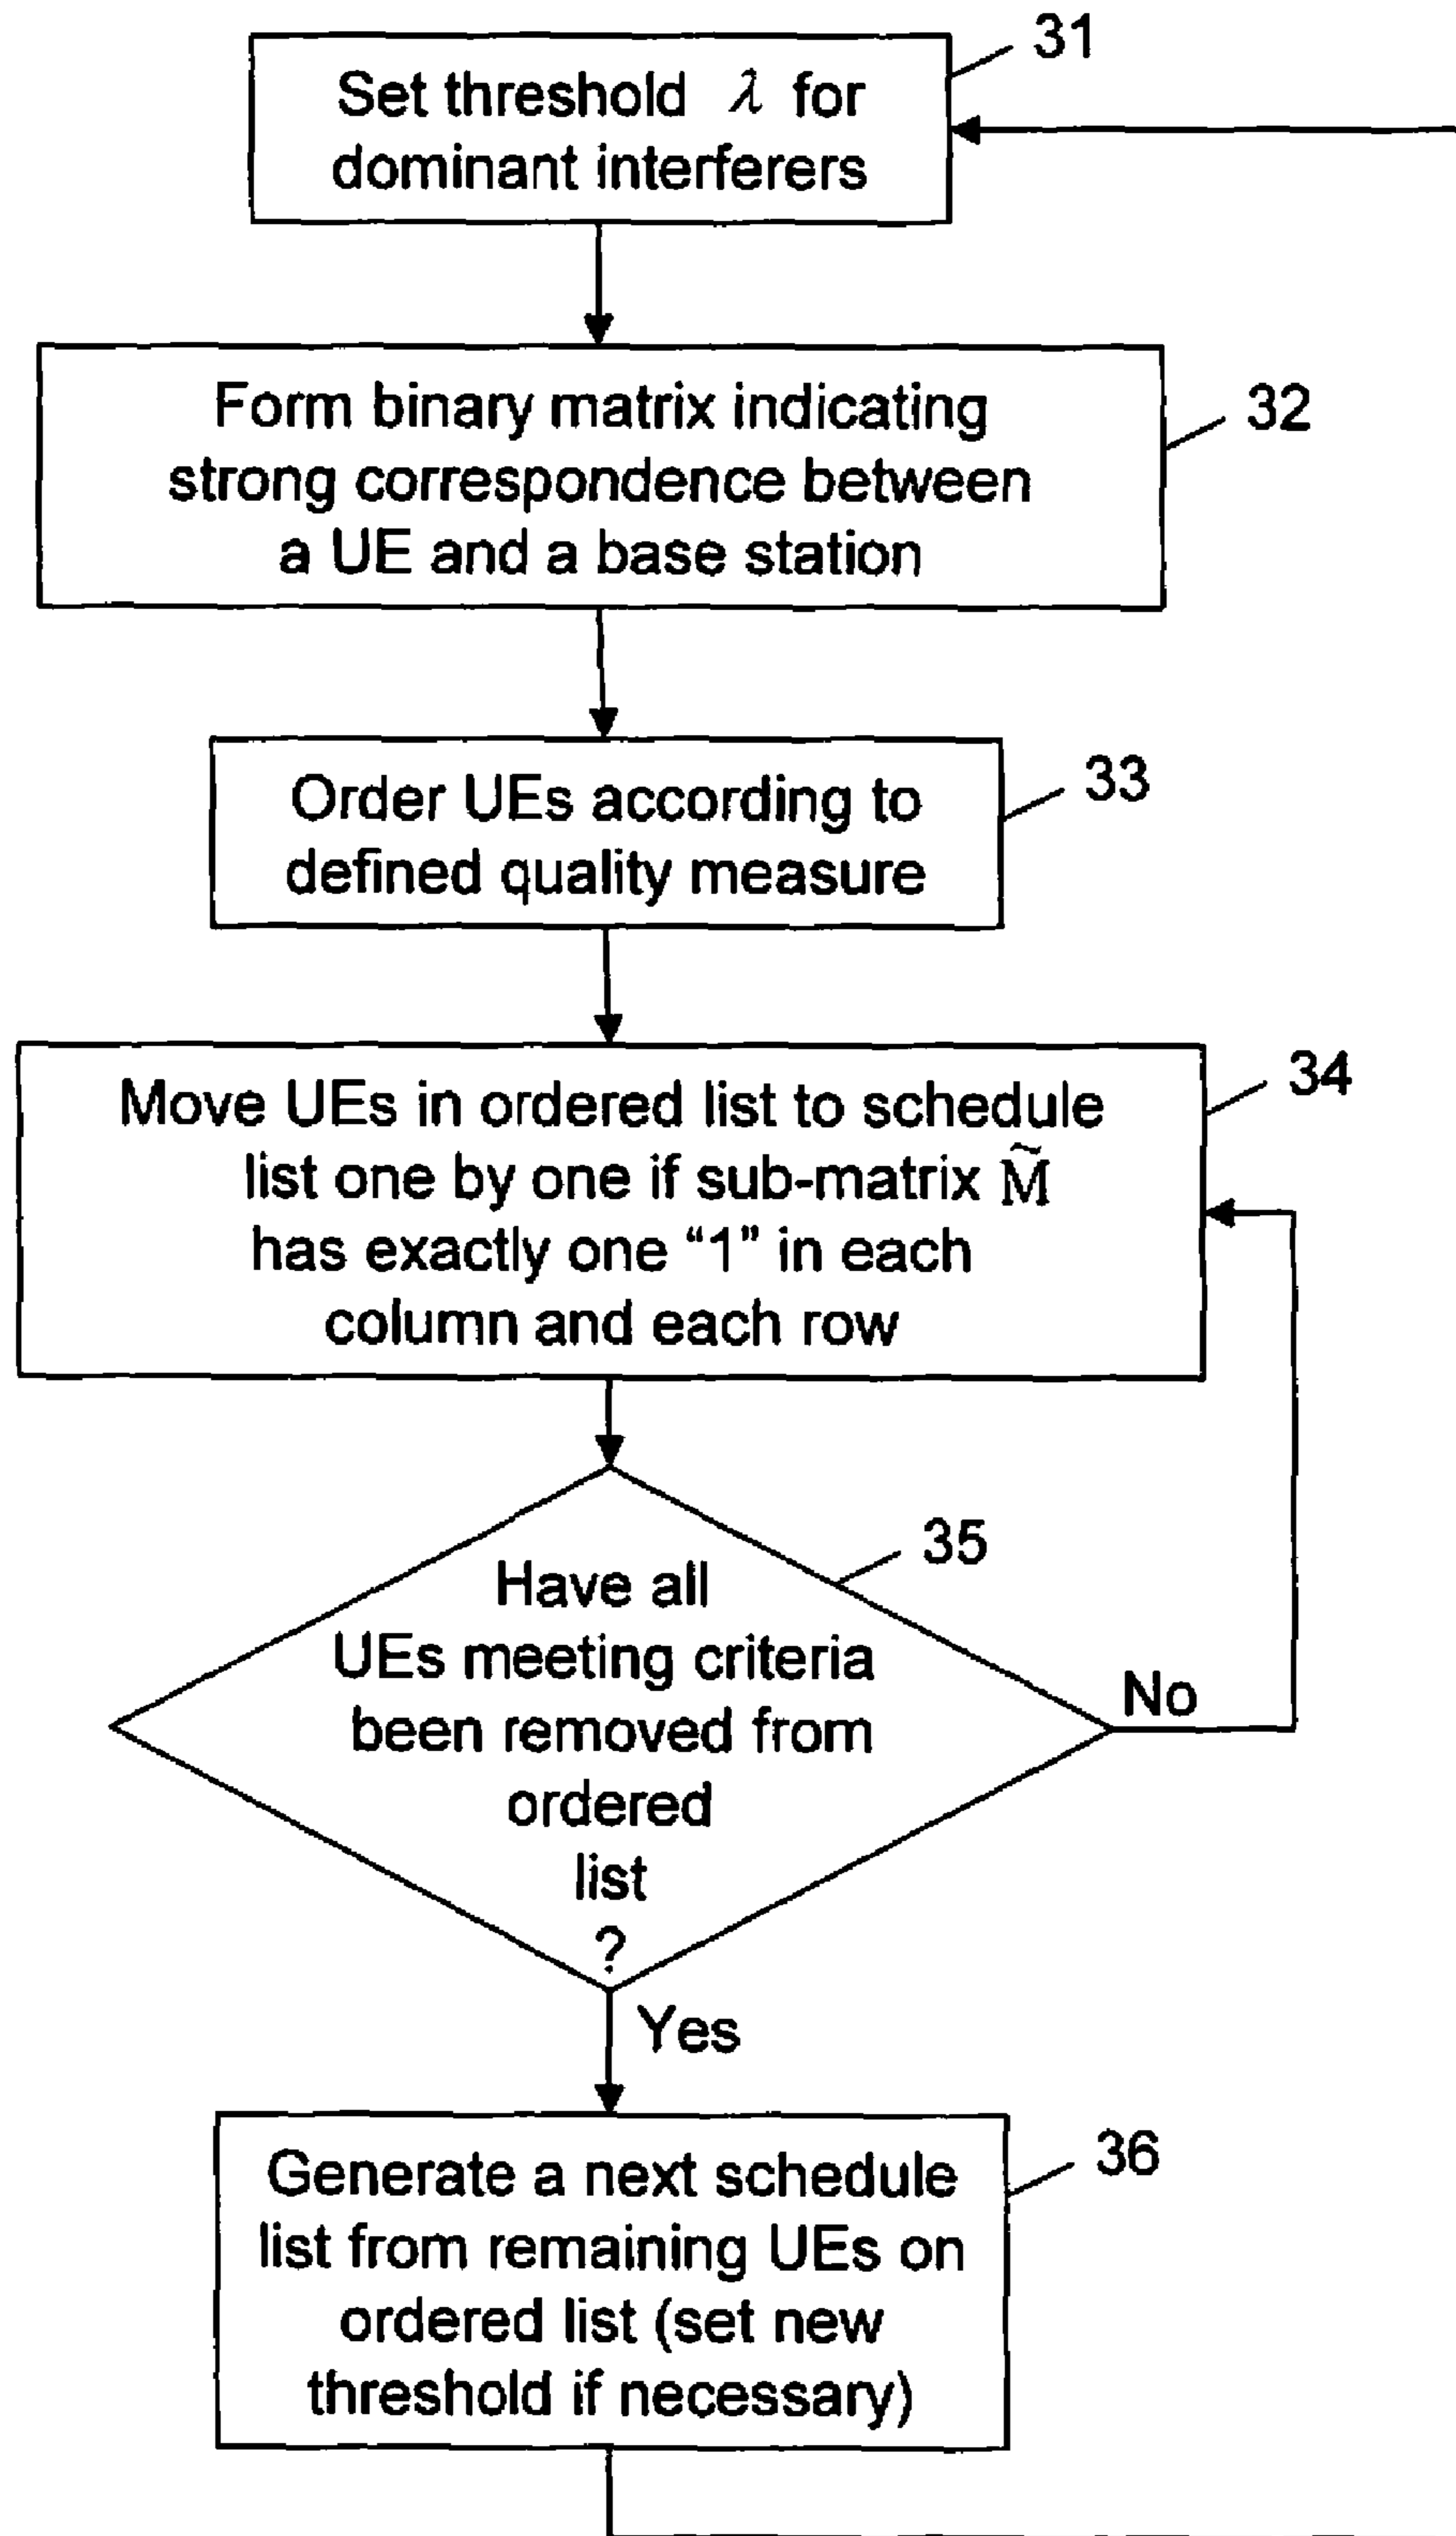 31
Set threshold λ for
dominant interferers
32
Form binary matrix indicating
strong correspondence between
a UE and a base station
33
Order UEs according to
defined quality measure
34
Move UEs in ordered list to schedule
list one by one if sub-matrix M̃
has exactly one “1” in each
column and each row
35
Have all
UEs meeting criteria
been removed from
ordered
list
?
No
Yes
36
Generate a next schedule
list from remaining UEs on
ordered list (set new
threshold if necessary)